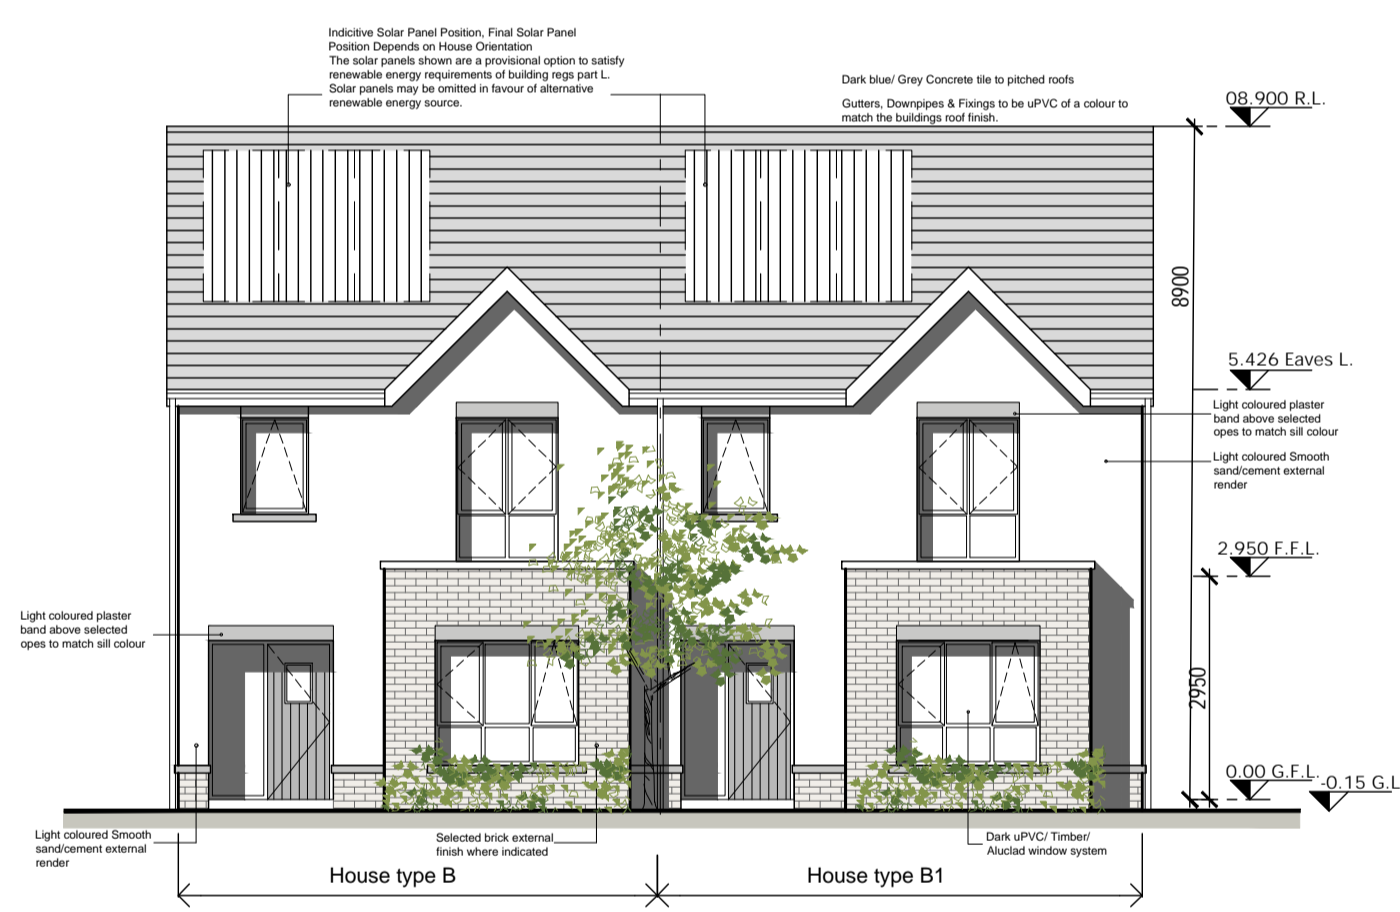 Indicitive Solar Panel Position, Final Solar Panel
Position Depends on House Orientation
The solar panels shown are a provisional option to satisfy
renewable energy requirements of building regs part L.
Solar panels may be omitted in favour of alternative
renewable energy source.
Dark blue/ Grey Concrete tile to pitched roofs
Gutters, Downpipes & Fixings to be uPVC of a colour to
match the buildings roof finish.
08.900 R.L.
8900
5.426 Eaves L.
Light coloured plaster
band above selected
opes to match sill colour
Light coloured Smooth
sand/cement external
render
2.950 F.F.L.
Light coloured plaster
band above selected
opes to match sill colour
2950
0.00 G.F.L.
-0.15 G.L
Light coloured Smooth
sand/cement external
render
Selected brick external
finish where indicated
Dark uPVC/ Timber/
Aluclad window system
House type B
House type B1